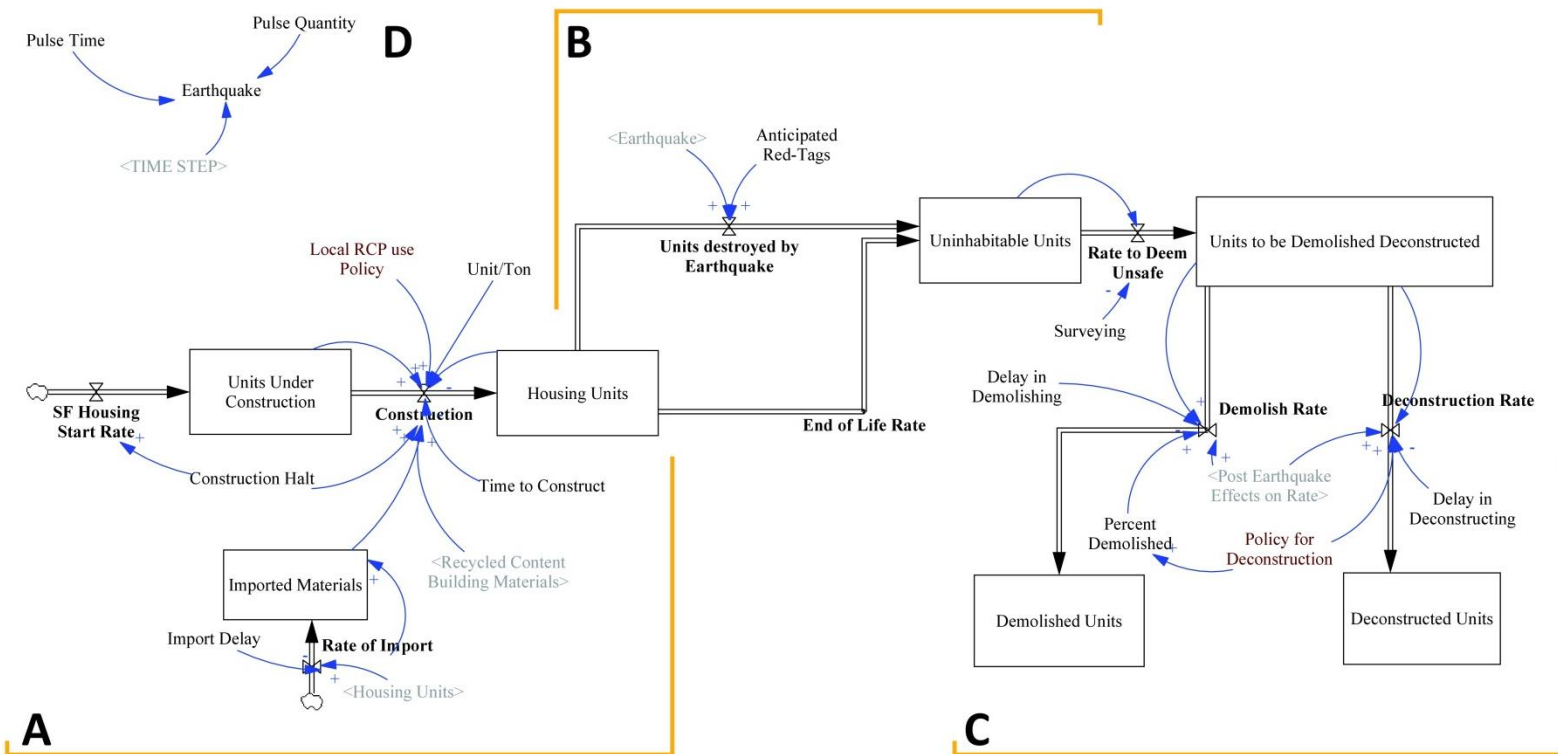 Pulse Quantity
Pulse Time
D
B
Earthquake
<TIME STEP>
<Earthquake>
Anticipated
Red-Tags
Units destroyed by
Earthquake
Uninhabitable Units
Rate to Deem
Unsafe
Units to be Demolished Deconstructed
Surveying
Local RCP use
Policy
Unit/Ton
Units Under
Construction
Housing Units
SF Housing
Start Rate
Construction
End of Life Rate
Delay in
Demolishing
Demolish Rate
Deconstruction Rate
Construction Halt
Time to Construct
<Post Earthquake
Effects on Rate>
Delay in
Deconstructing
Percent
Demolished
Policy for
Deconstruction
<Recycled Content
Building Materials>
Imported Materials
Import Delay
Rate of Import
<Housing Units>
Demolished Units
Deconstructed Units
A
C